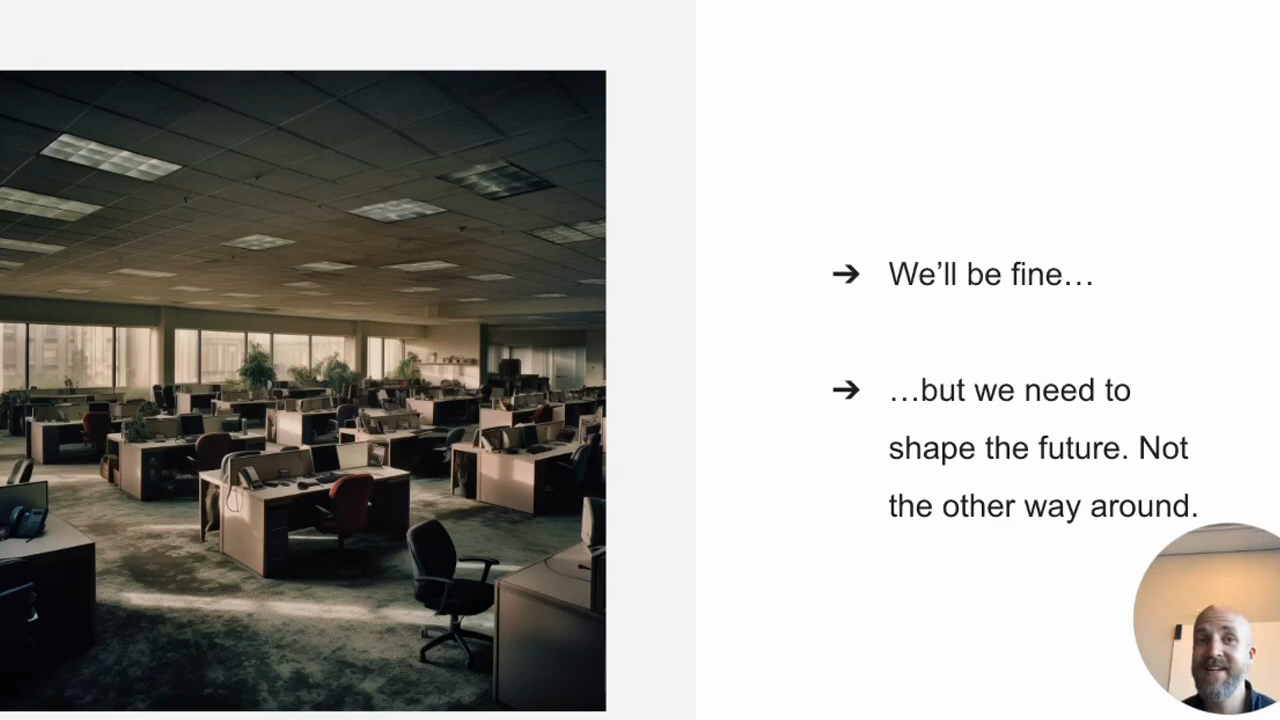 ➔ We’ll be fine…
➔ …but we need to
shape the future. Not
the other way around.